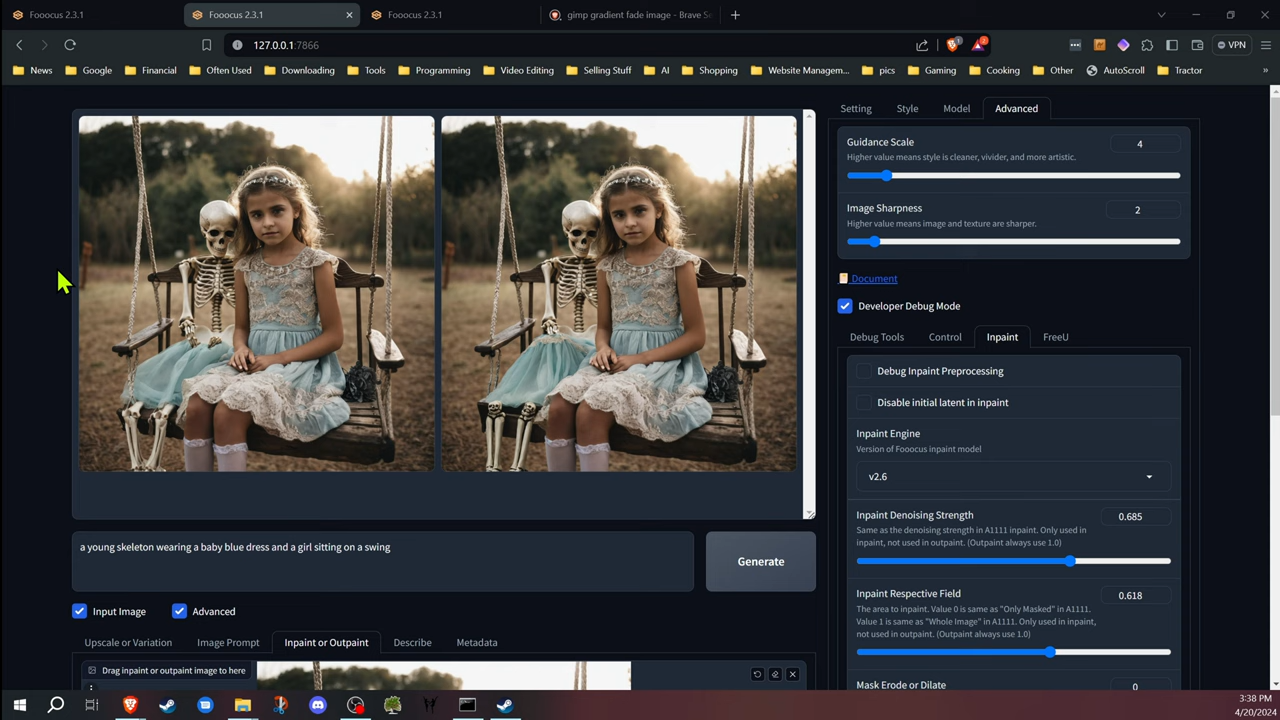 Fooocus 2.3.1
Fooocus 2.3.1
Fooocus 2.3.1
gimp gradient fade image - Brave Se
127.0.0.1:7866
1
2
VPN
News
Google
Financial
Often Used
Downloading
Tools
Programming
Video Editing
Selling Stuff
AI
Shopping
Website Managem...
pics
Gaming
Cooking
Other
AutoScroll
Tractor
»
Setting
Style
Model
Advanced
Guidance Scale
4
Higher value means style is cleaner, vivider, and more artistic.
Image Sharpness
2
Higher value means image and texture are sharper.
Document
Developer Debug Mode
Debug Tools
Control
Inpaint
FreeU
Debug Inpaint Preprocessing
Disable initial latent in inpaint
Inpaint Engine
Version of Fooocus inpaint model
v2.6
Inpaint Denoising Strength
0.685
Same as the denoising strength in A1111 inpaint. Only used in
inpaint, not used in outpaint. (Outpaint always use 1.0)
Inpaint Respective Field
0.618
The area to inpaint. Value 0 is same as "Only Masked" in A1111.
Value 1 is same as "Whole Image" in A1111. Only used in inpaint,
not used in outpaint. (Outpaint always use 1.0)
Mask Erode or Dilate
0
a young skeleton wearing a baby blue dress and a girl sitting on a swing
Generate
Input Image
Advanced
Upscale or Variation
Image Prompt
Inpaint or Outpaint
Describe
Metadata
Drag inpaint or outpaint image to here
3:38 PM
4/20/2024